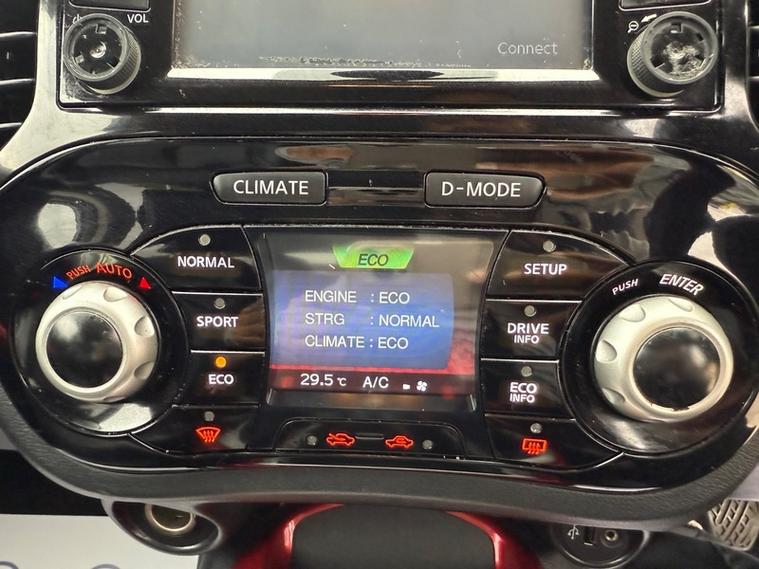 VOL
Connect
CLIMATE
D-MODE
PUSH AUTO
NORMAL
SPORT
ECO
ECO
ENGINE : ECO
STRG : NORMAL
CLIMATE : ECO
29.5°C A/C
SETUP
DRIVE
INFO
ECO
INFO
PUSH ENTER